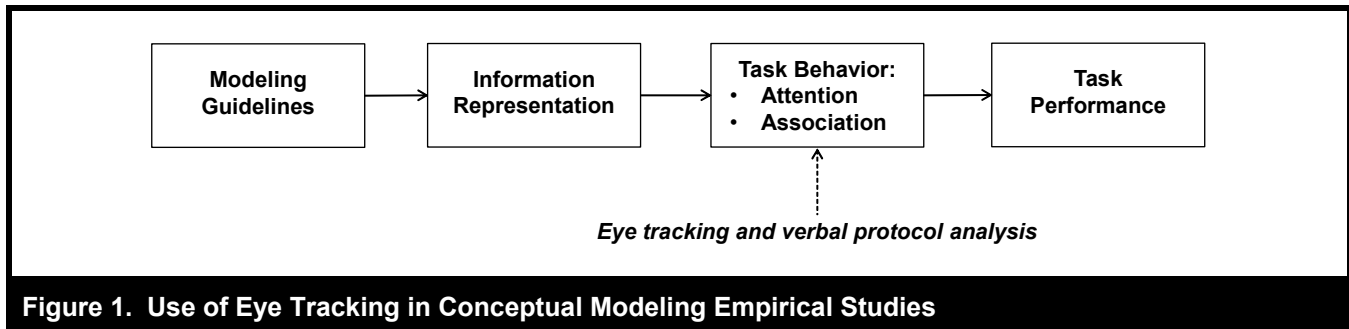 Modeling
Guidelines
Information
Representation
Task Behavior:
• Attention
• Association
Task
Performance
Eye tracking and verbal protocol analysis
Figure 1. Use of Eye Tracking in Conceptual Modeling Empirical Studies